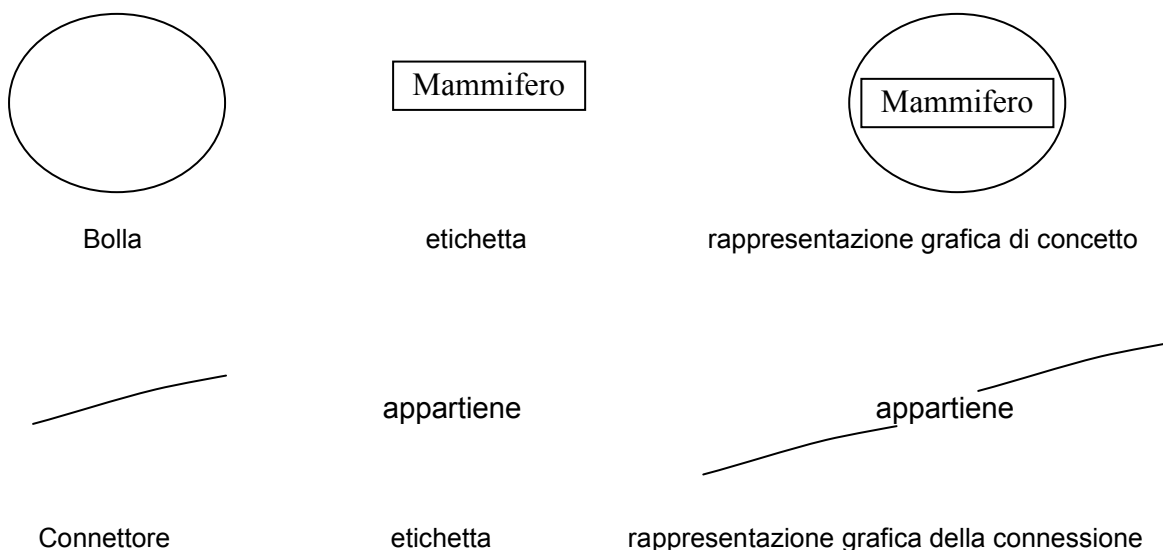 Mammifero Mammifero
Bolla etichetta rappresentazione grafica di concetto
appartiene appartiene
Connettore etichetta rappresentazione grafica della connessione